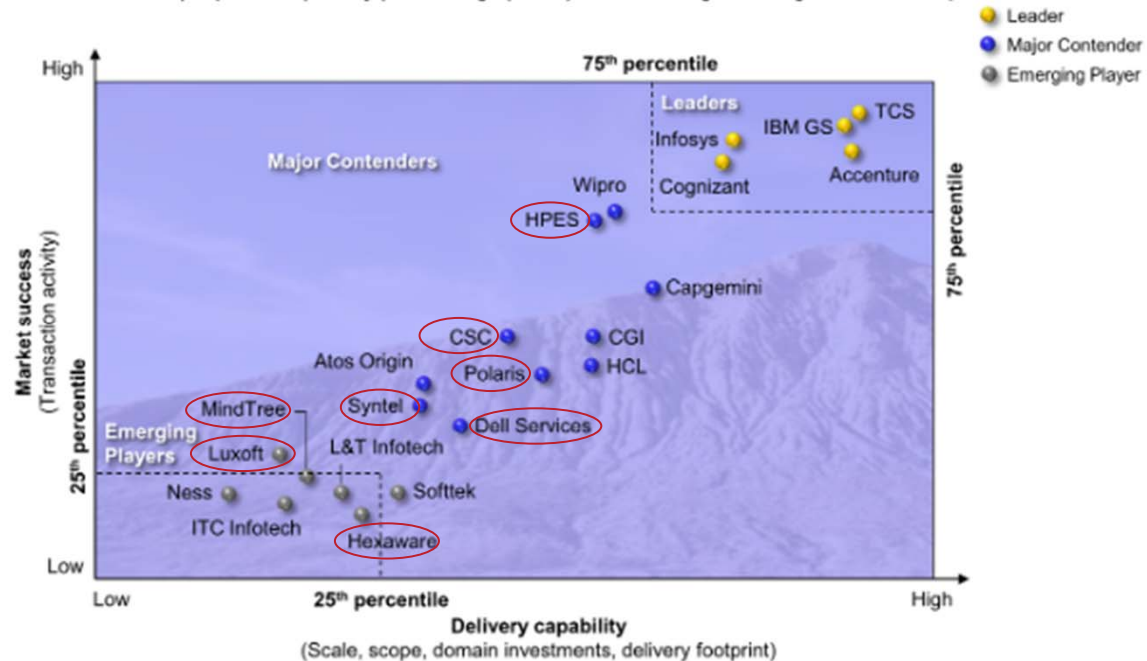 Leader
Major Contender
Emerging Player
High
75th percentile
Leaders
TCS
IBM GS
Infosys
Major Contenders
Cognizant
Accenture
Wipro
HPES
75th percentile
Capgemini
Market success
(Transaction activity)
CSC
CGI
Atos Origin
HCL
Polaris
MindTree
Syntel
Dell Services
Emerging
Players
L&T Infotech
Luxoft
25th percentile
Ness
Softtek
ITC Infotech
Hexaware
Low
Low
25th percentile
High
Delivery capability
(Scale, scope, domain investments, delivery footprint)